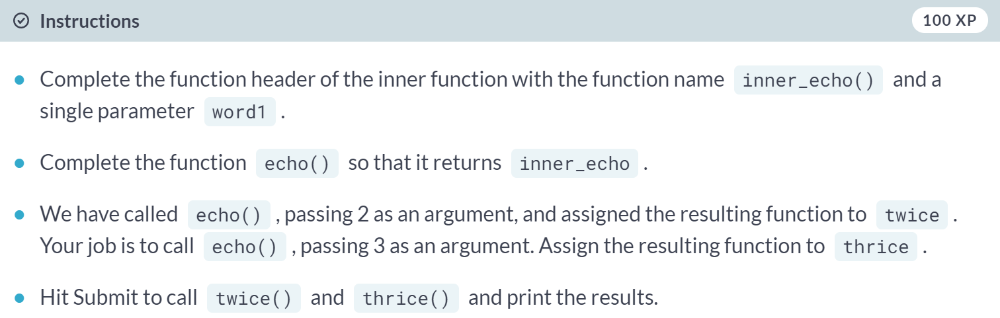 Instructions
100 XP
Complete the function header of the inner function with the function name inner_echo() and a
single parameter word1 .
Complete the function echo() so that it returns inner_echo .
We have called echo() , passing 2 as an argument, and assigned the resulting function to twice .
Your job is to call echo() , passing 3 as an argument. Assign the resulting function to thrice .
Hit Submit to call twice() and thrice() and print the results.